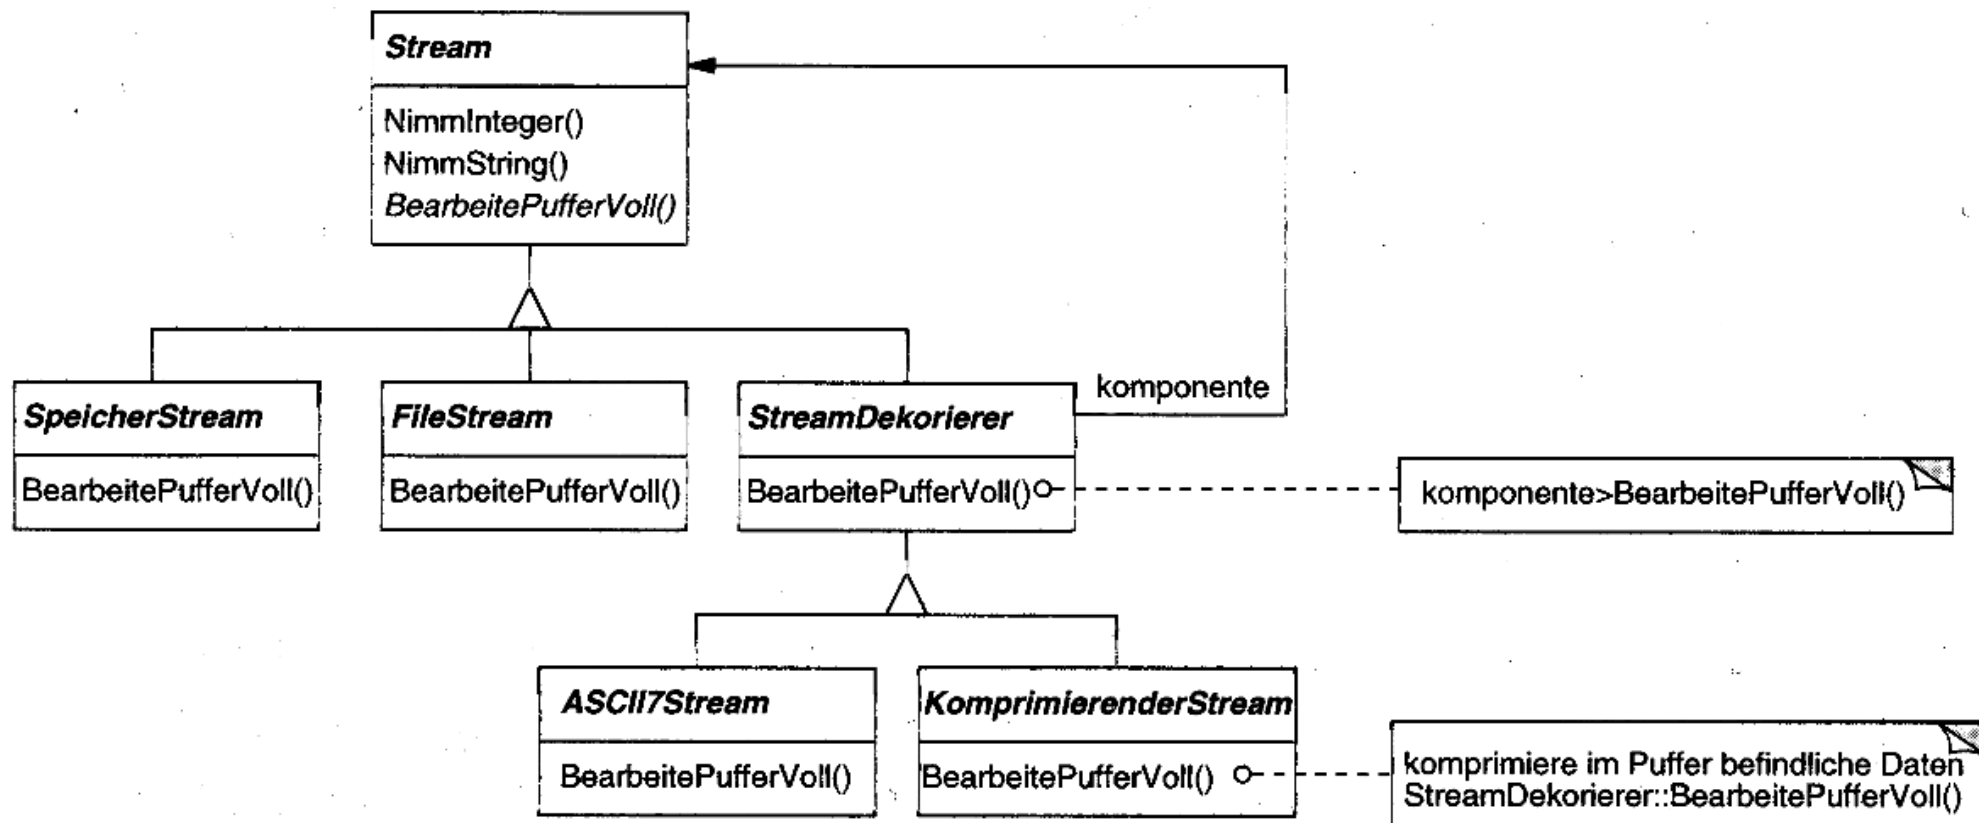 Stream
NimmInteger()
NimmString()
BearbeitePufferVoll()
komponente
SpeicherStream
BearbeitePufferVoll()
FileStream
BearbeitePufferVoll()
StreamDekorierer
BearbeitePufferVoll()
komponente>BearbeitePufferVoll()
ASCII7Stream
BearbeitePufferVoll()
KomprimierenderStream
BearbeitePufferVoll()
komprimiere im Puffer befindliche Daten
StreamDekorierer::BearbeitePufferVoll()